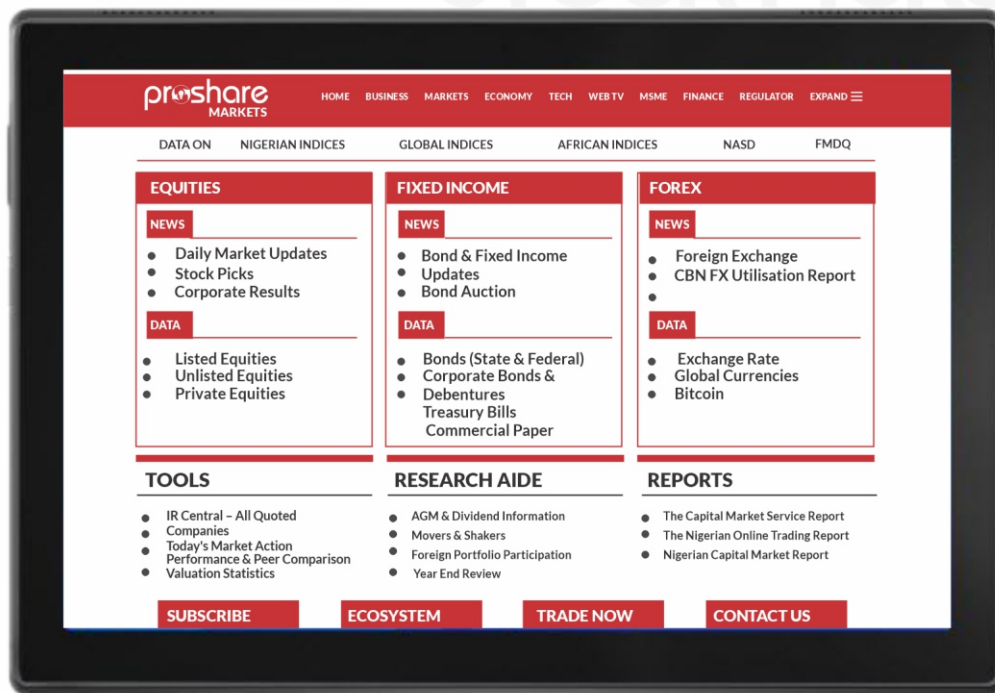 proshare
MARKETS
HOME BUSINESS MARKETS ECONOMY TECH WEB TV MSME FINANCE REGULATOR EXPAND
DATA ON NIGERIAN INDICES GLOBAL INDICES AFRICAN INDICES NASD FMDQ
EQUITIES
NEWS
Daily Market Updates
Stock Picks
Corporate Results
DATA
Listed Equities
Unlisted Equities
Private Equities
FIXED INCOME
NEWS
Bond & Fixed Income
Updates
Bond Auction
DATA
Bonds (State & Federal)
Corporate Bonds &
Debentures
Treasury Bills
Commercial Paper
FOREX
NEWS
Foreign Exchange
CBN FX Utilisation Report
DATA
Exchange Rate
Global Currencies
Bitcoin
TOOLS
IR Central – All Quoted
Companies
Today's Market Action
Performance & Peer Comparison
Valuation Statistics
RESEARCH AIDE
AGM & Dividend Information
Movers & Shakers
Foreign Portfolio Participation
Year End Review
REPORTS
The Capital Market Service Report
The Nigerian Online Trading Report
Nigerian Capital Market Report
SUBSCRIBE ECOSYSTEM TRADE NOW CONTACT US